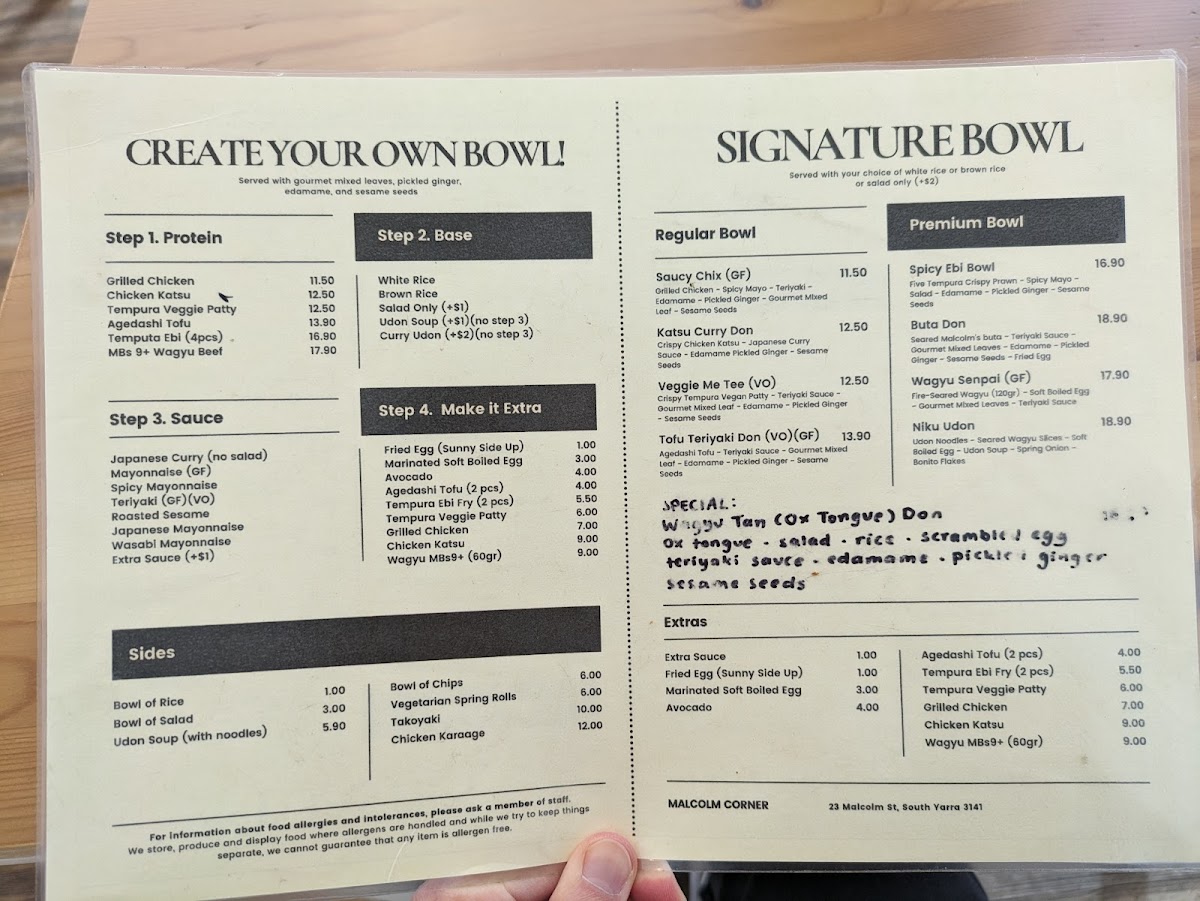 CREATE YOUR OWN BOWL!
Served with gourmet mixed leaves, pickled ginger,
edamame, and sesame seeds
Step 1. Protein
Grilled Chicken 11.50
Chicken Katsu 12.50
Tempura Veggie Patty 12.50
Agedashi Tofu 13.90
Temputa Ebi (4pcs) 16.90
MBs 9+ Wagyu Beef 17.90
Step 2. Base
White Rice
Brown Rice
Salad Only (+$1)
Udon Soup (+$1)(no step 3)
Curry Udon (+$2)(no step 3)
Step 3. Sauce
Japanese Curry (no salad)
Mayonnaise (GF)
Spicy Mayonnaise
Teriyaki (GF)(VO)
Roasted Sesame
Japanese Mayonnaise
Wasabi Mayonnaise
Extra Sauce (+$1)
Step 4. Make it Extra
Fried Egg (Sunny Side Up) 1.00
Marinated Soft Boiled Egg 3.00
Avocado 4.00
Agedashi Tofu (2 pcs) 4.00
Tempura Ebi Fry (2 pcs) 5.50
Tempura Veggie Patty 6.00
Grilled Chicken 7.00
Chicken Katsu 9.00
Wagyu MBs9+ (60gr) 9.00
Sides
Bowl of Rice 1.00
Bowl of Salad 3.00
Udon Soup (with noodles) 5.90
Bowl of Chips 6.00
Vegetarian Spring Rolls 6.00
Takoyaki 10.00
Chicken Karaage 12.00
For information about food allergies and intolerances, please ask a member of staff.
We store, produce and display food where allergens are handled and while we try to keep things
separate, we cannot guarantee that any item is allergen free.
SIGNATURE BOWL
Served with your choice of white rice or brown rice
or salad only (+$2)
Regular Bowl
Saucy Chix (GF) 11.50
Grilled Chicken - Spicy Mayo - Teriyaki -
Edamame - Pickled Ginger - Gourmet Mixed
Leaf - Sesame Seeds
Katsu Curry Don 12.50
Crispy Chicken Katsu - Japanese Curry
Sauce - Edamame Pickled Ginger - Sesame
Seeds
Veggie Me Tee (VO) 12.50
Crispy Tempura Vegan Patty - Teriyaki Sauce -
Gourmet Mixed Leaf - Edamame - Pickled Ginger
- Sesame Seeds
Tofu Teriyaki Don (VO)(GF) 13.90
Agedashi Tofu - Teriyaki Sauce - Gourmet Mixed
Leaf - Edamame - Pickled Ginger - Sesame
Seeds
Premium Bowl
Spicy Ebi Bowl 16.90
Five Tempura Crispy Prawn - Spicy Mayo -
Salad - Edamame - Pickled Ginger - Sesame
Seeds
Buta Don 18.90
Seared Malcolm's buta - Teriyaki Sauce -
Gourmet Mixed Leaves - Edamame - Pickled
Ginger - Sesame Seeds - Fried Egg
Wagyu Senpai (GF) 17.90
Fire-Seared Wagyu (120gr) - Soft Boiled Egg
- Gourmet Mixed Leaves - Teriyaki Sauce
Niku Udon 18.90
Udon Noodles - Seared Wagyu Slices - Soft
Boiled Egg - Udon Soup - Spring Onion -
Bonito Flakes
SPECIAL:
Wagyu Tan (Ox Tongue) Don
Ox tongue . salad . rice . scrambled egg
teriyaki sauce . edamame . pickled ginger
sesame seeds
Extras
Extra Sauce 1.00
Fried Egg (Sunny Side Up) 1.00
Marinated Soft Boiled Egg 3.00
Avocado 4.00
Agedashi Tofu (2 pcs) 4.00
Tempura Ebi Fry (2 pcs) 5.50
Tempura Veggie Patty 6.00
Grilled Chicken 7.00
Chicken Katsu 9.00
Wagyu MBs9+ (60gr) 9.00
MALCOLM CORNER 23 Malcolm St, South Yarra 3141